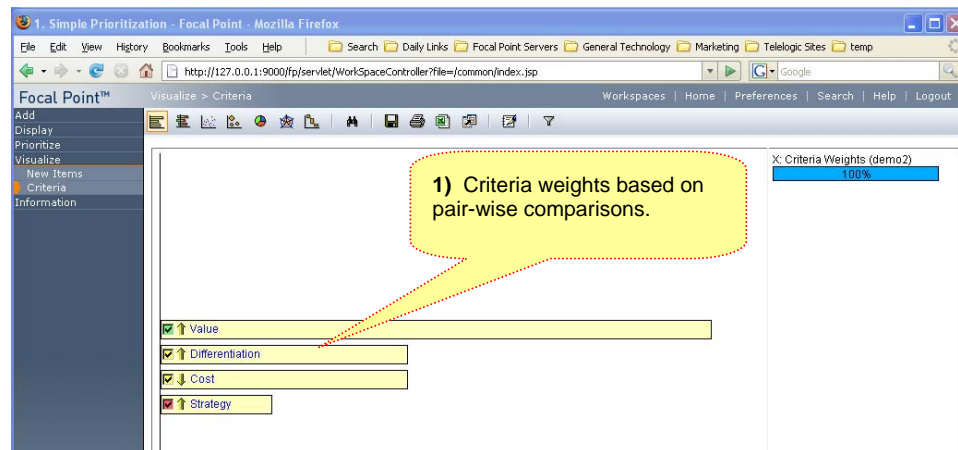 1. Simple Prioritization - Focal Point - Mozilla Firefox
File Edit View History Bookmarks Tools Help Search Daily Links Focal Point Servers General Technology Marketing Telelogic Sites temp
http://127.0.0.1:9000/fp/servlet/WorkSpaceController?file=/common/index.jsp G Google
Focal Point™ Visualize > Criteria Workspaces | Home | Preferences | Search | Help | Logout
Add
Display
Prioritize
Visualize
New Items
Criteria
Information
X: Criteria Weights (demo2)
100%
1) Criteria weights based on
pair-wise comparisons.
Value
Differentiation
Cost
Strategy